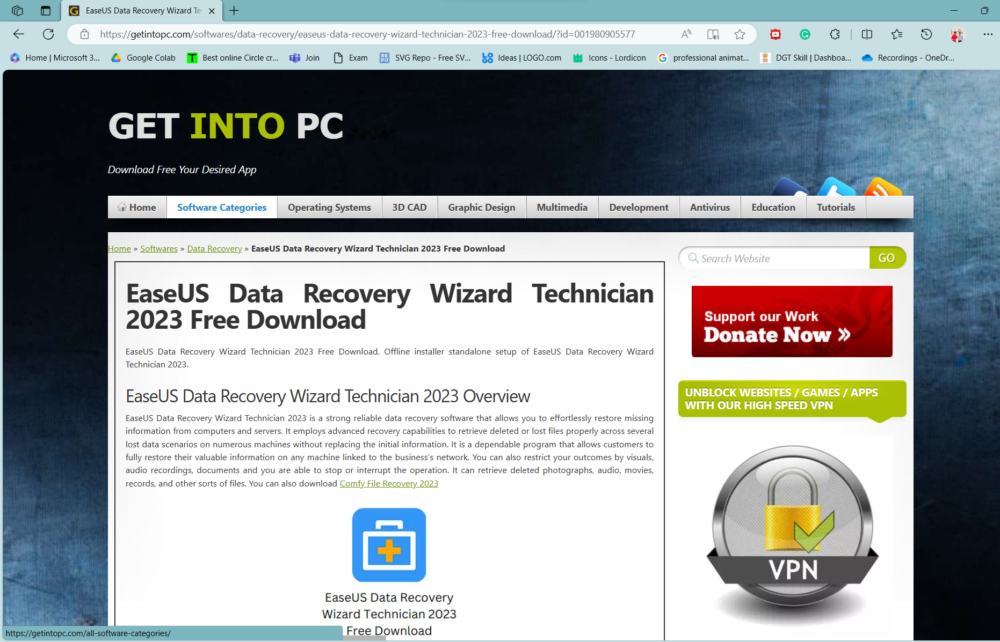 EaseUS Data Recovery Wizard Te
https://getintopc.com/softwares/data-recovery/easeus-data-recovery-wizard-technician-2023-free-download/?id=001980905577
Home | Microsoft 3... Google Colab Best online Circle cr... Join Exam SVG Repo - Free SV... Ideas | LOGO.com Icons - Lordicon professional animat... DGT Skill | Dashboa... Recordings - OneDr...
GET INTO PC
Download Free Your Desired App
Home Software Categories Operating Systems 3D CAD Graphic Design Multimedia Development Antivirus Education Tutorials
Home » Softwares » Data Recovery » EaseUS Data Recovery Wizard Technician 2023 Free Download
EaseUS Data Recovery Wizard Technician
2023 Free Download
EaseUS Data Recovery Wizard Technician 2023 Free Download. Offline installer standalone setup of EaseUS Data Recovery Wizard
Technician 2023.
EaseUS Data Recovery Wizard Technician 2023 Overview
EaseUS Data Recovery Wizard Technician 2023 is a strong reliable data recovery software that allows you to effortlessly restore missing
information from computers and servers. It employs advanced recovery capabilities to retrieve deleted or lost files properly across several
lost data scenarios on numerous machines without replacing the initial information. It is a dependable program that allows customers to
fully restore their valuable information on any machine linked to the business's network. You can also restrict your outcomes by visuals,
audio recordings, documents and you are able to stop or interrupt the operation. It can retrieve deleted photographs, audio, movies,
records, and other sorts of files. You can also download Comfy File Recovery 2023
EaseUS Data Recovery
Wizard Technician 2023
Free Download
Search Website GO
Support our Work
Donate Now »
UNBLOCK WEBSITES / GAMES / APPS
WITH OUR HIGH SPEED VPN
VPN
https://getintopc.com/all-software-categories/